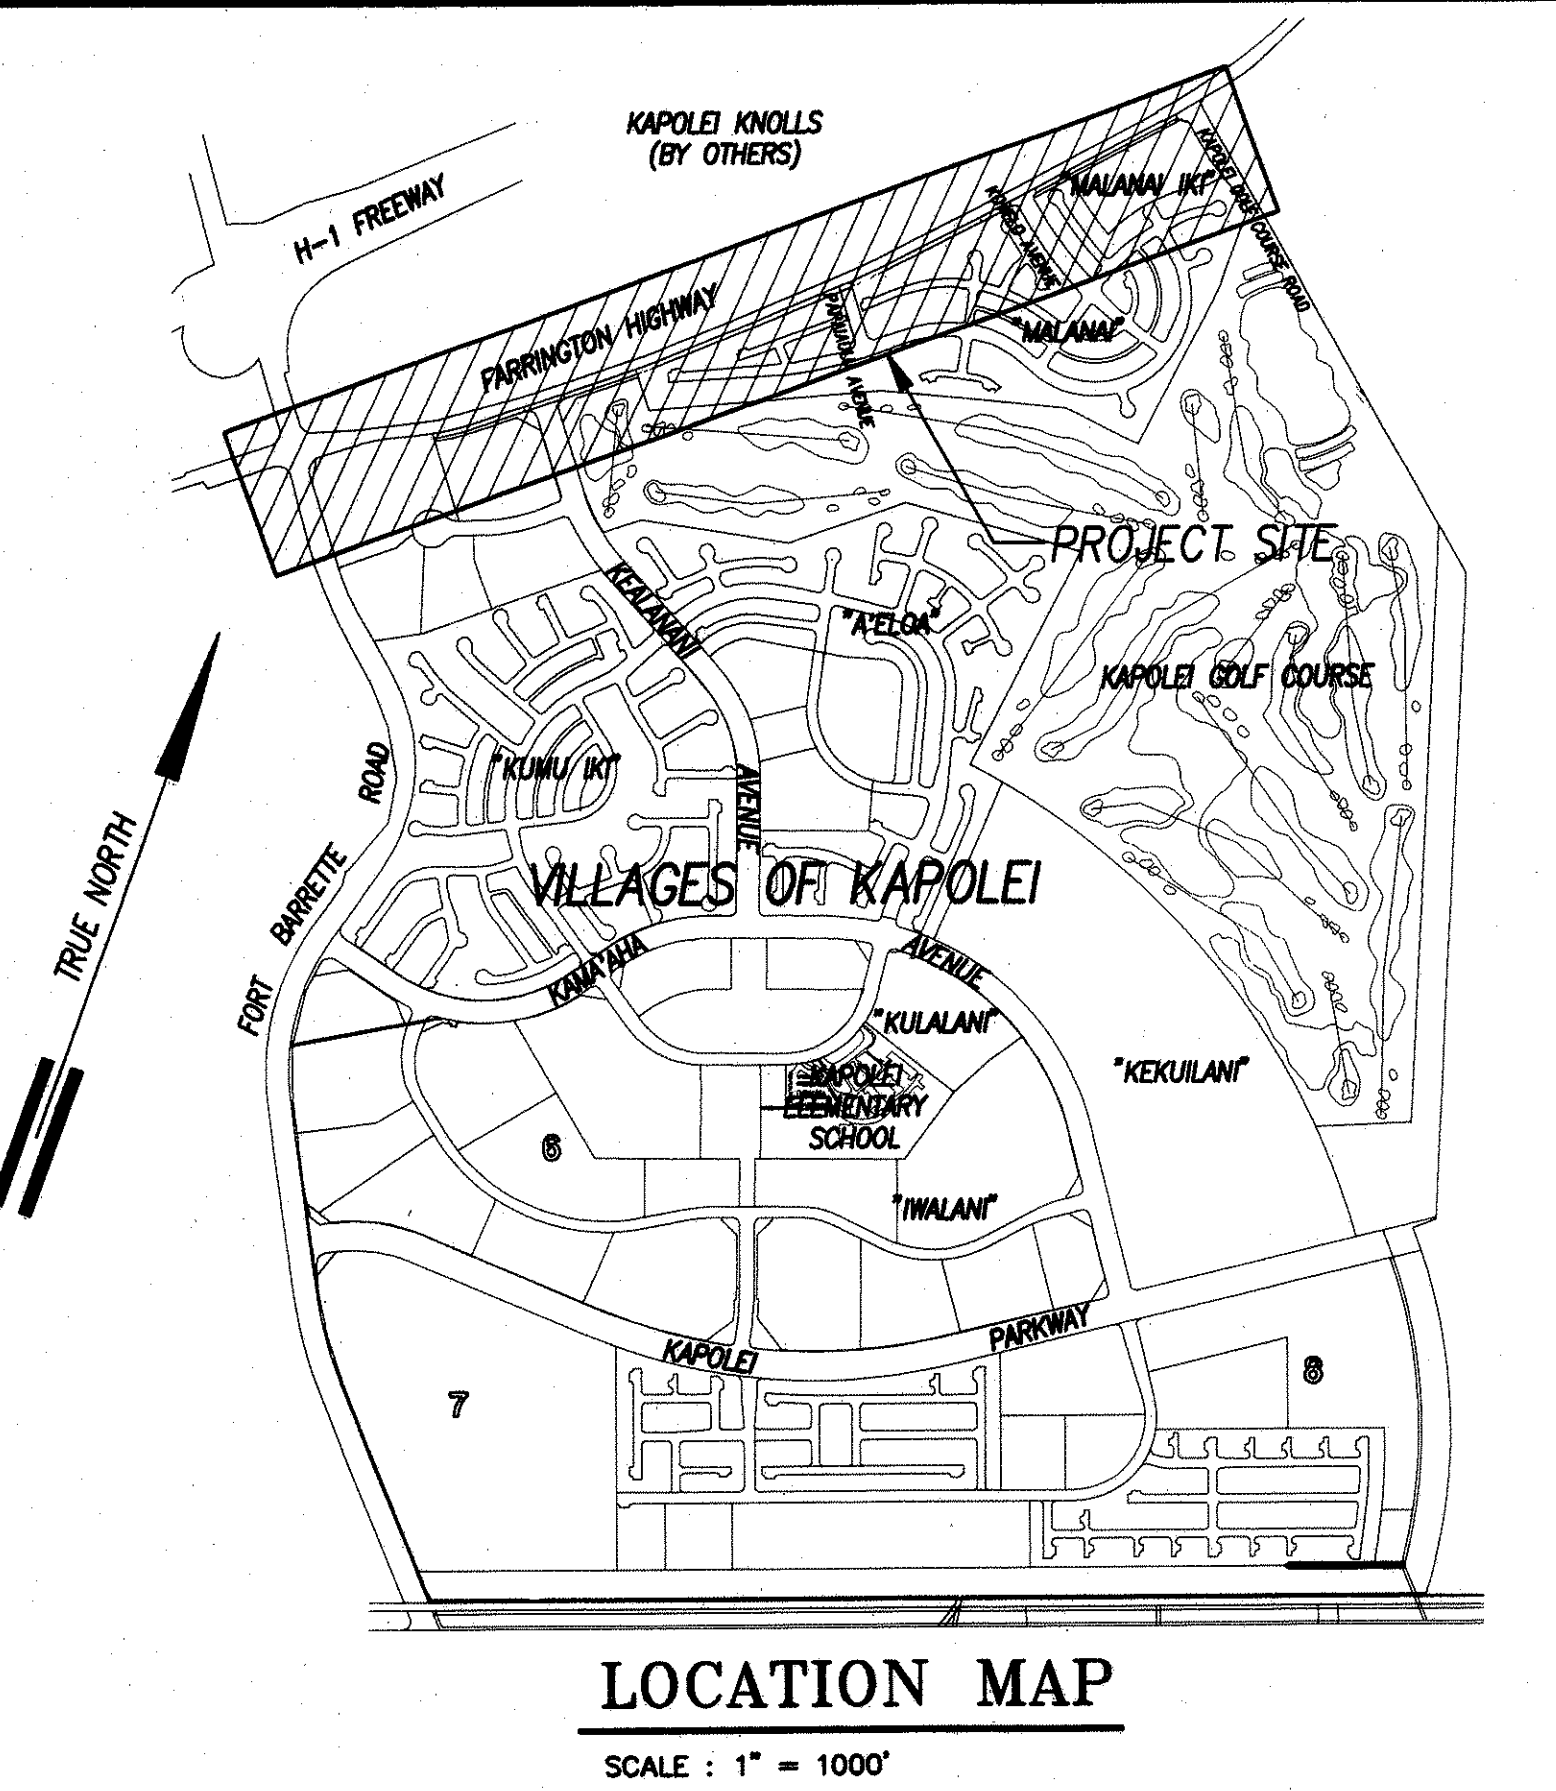 KAPOLEI KNOLLS
(BY OTHERS)
H-1 FREEWAY
"MALANAI IKI"
KAPOLEI GOLF COURSE ROAD
AVENUE
FARRINGTON HIGHWAY
"MALANAI"
AVENUE
PROJECT SITE
KEALANANI
AVENUE
"A'ELOA"
KAPOLEI GOLF COURSE
"KUMU IKI"
TRUE NORTH
FORT BARRETTE ROAD
VILLAGES OF KAPOLEI
KAMA'AHA
AVENUE
"KULALANI"
KAPOLEI
ELEMENTARY
SCHOOL
"KEKUILANI"
6
"IWALANI"
KAPOLEI
PARKWAY
7
8
LOCATION MAP
SCALE : 1" = 1000'